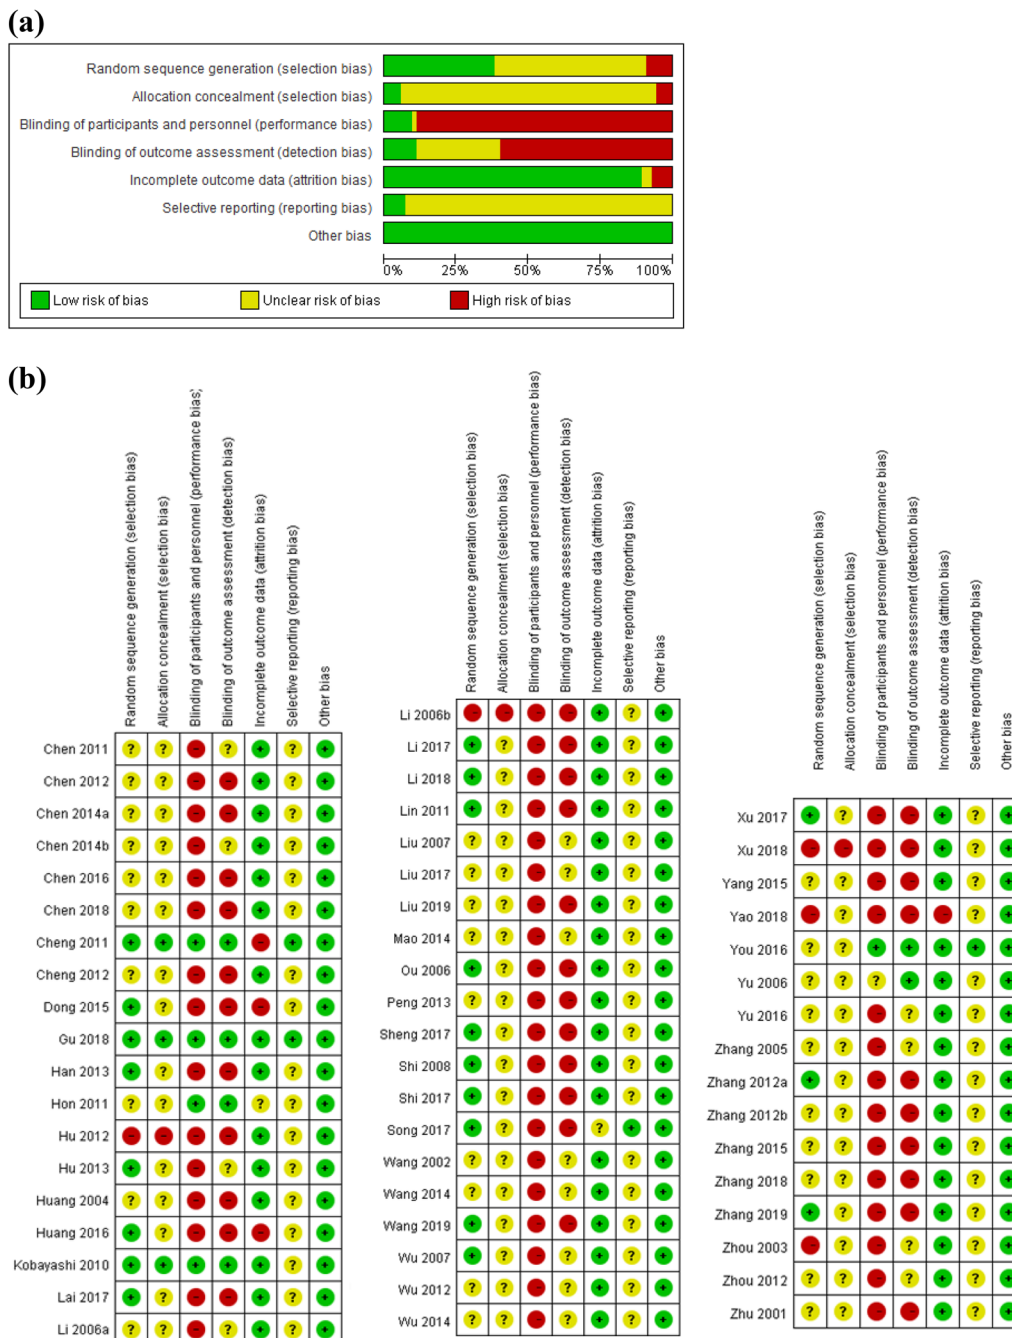 (a)
Random sequence generation (selection bias)
Allocation concealment (selection bias)
Blinding of participants and personnel (performance bias)
Blinding of outcome assessment (detection bias)
Incomplete outcome data (attrition bias)
Selective reporting (reporting bias)
Other bias
0% 25% 50% 75% 100%
Low risk of bias Unclear risk of bias High risk of bias
(b)
Random sequence generation (selection bias)
Allocation concealment (selection bias)
Blinding of participants and personnel (performance bias)
Blinding of outcome assessment (detection bias)
Incomplete outcome data (attrition bias)
Selective reporting (reporting bias)
Other bias
Chen 2011 ? ? - ? + ? +
Chen 2012 ? ? - - + ? +
Chen 2014a ? ? - - + ? +
Chen 2014b ? ? - ? + ? +
Chen 2016 ? ? - - + ? +
Chen 2018 ? ? - - + ? +
Cheng 2011 + + + + - + +
Cheng 2012 ? ? - - + ? +
Dong 2015 + ? - - - ? +
Gu 2018 + + + + + + +
Han 2013 + ? - - + ? +
Hon 2011 ? ? + + ? ? +
Hu 2012 - - - - + ? +
Hu 2013 + ? - ? + ? +
Huang 2004 ? ? - - + ? +
Huang 2016 + ? - - - ? +
Kobayashi 2010 + + + + + ? +
Lai 2017 + ? - - + ? +
Li 2006a ? ? - ? + ? +
Random sequence generation (selection bias)
Allocation concealment (selection bias)
Blinding of participants and personnel (performance bias)
Blinding of outcome assessment (detection bias)
Incomplete outcome data (attrition bias)
Selective reporting (reporting bias)
Other bias
Li 2006b - - - - + ? +
Li 2017 + ? - - + ? +
Li 2018 + ? - - + ? +
Lin 2011 + ? - - + ? +
Liu 2007 ? ? - ? + ? +
Liu 2017 ? ? - ? + ? +
Liu 2019 ? ? - - + ? +
Mao 2014 ? ? - ? + ? +
Ou 2006 + ? - - + ? +
Peng 2013 ? ? - - + ? +
Sheng 2017 + ? - - + ? +
Shi 2008 + ? - - + ? +
Shi 2017 + ? - - + ? +
Song 2017 + ? - - ? + +
Wang 2002 ? ? - ? + ? +
Wang 2014 ? ? - ? + ? +
Wang 2019 + ? - - + ? +
Wu 2007 + ? - ? + ? +
Wu 2012 ? ? - ? + ? +
Wu 2014 ? ? - ? + ? +
Random sequence generation (selection bias)
Allocation concealment (selection bias)
Blinding of participants and personnel (performance bias)
Blinding of outcome assessment (detection bias)
Incomplete outcome data (attrition bias)
Selective reporting (reporting bias)
Other bias
Xu 2017 + ? - - + ? +
Xu 2018 - - - - + ? +
Yang 2015 ? ? - - + ? +
Yao 2018 - ? - - - ? +
You 2016 ? ? + + + + +
Yu 2006 ? ? ? + + ? +
Yu 2016 ? ? - ? + ? +
Zhang 2005 ? ? - ? + ? +
Zhang 2012a + ? - - + ? +
Zhang 2012b ? ? - - + ? +
Zhang 2015 ? ? - - + ? +
Zhang 2018 ? ? - - + ? +
Zhang 2019 + ? - - + ? +
Zhou 2003 - ? - ? + ? +
Zhou 2012 ? ? - ? + ? +
Zhu 2001 ? ? - - + ? +